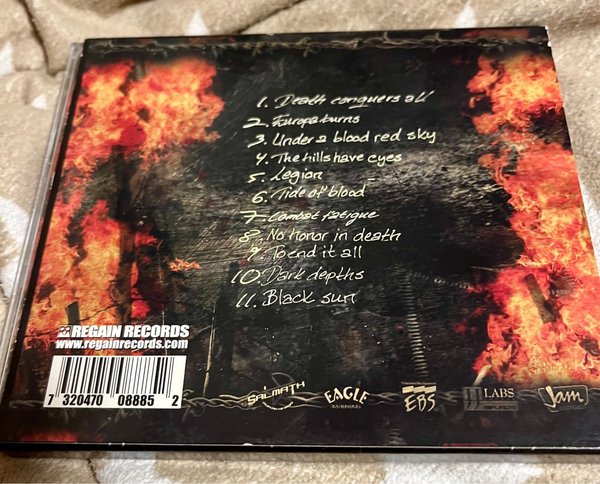 1. Death conquers all
2. Europa burns
3. Under a blood red sky
4. The hills have eyes
5. Legion
6. Tide of blood
7. Combat fatigue
8. No honor in death
9. To end it all
10. Dark depths
11. Black sun
REGAIN RECORDS
www.regainrecords.com
7 320470 08885 2
EAGLE
EBS
LABS
Jam